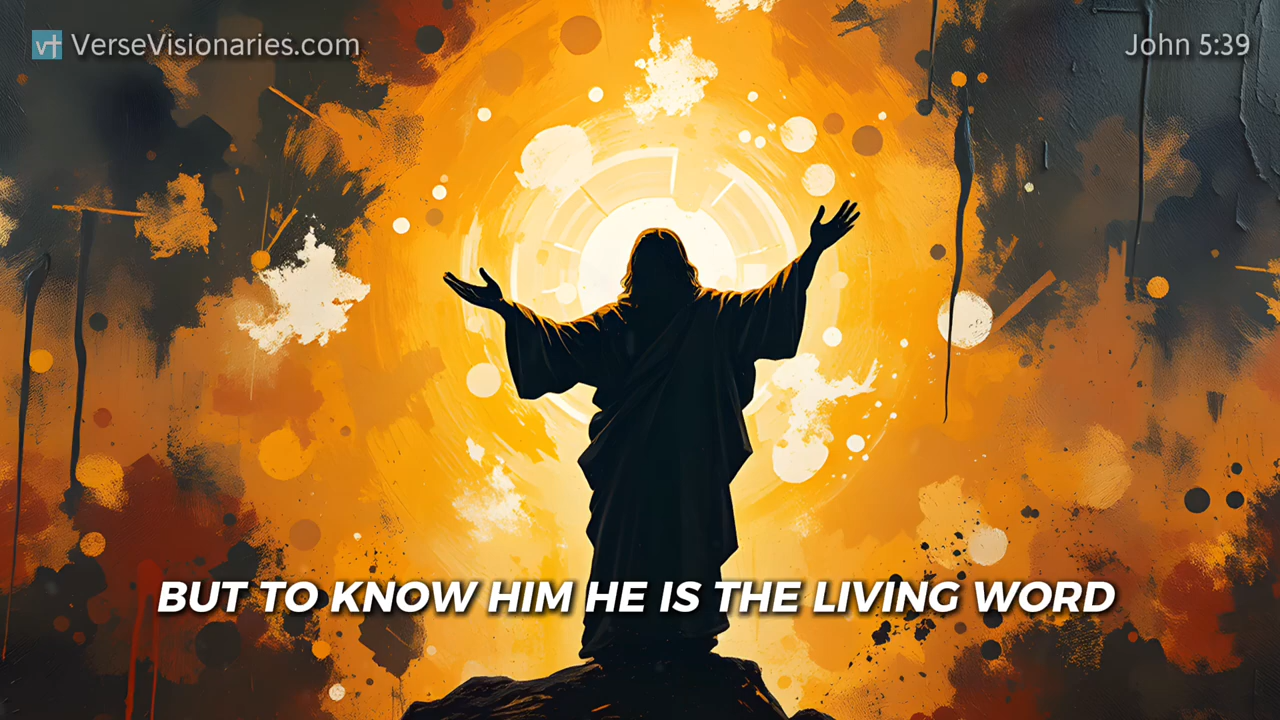 VerseVisionaries.com
John 5:39
BUT TO KNOW HIM HE IS THE LIVING WORD